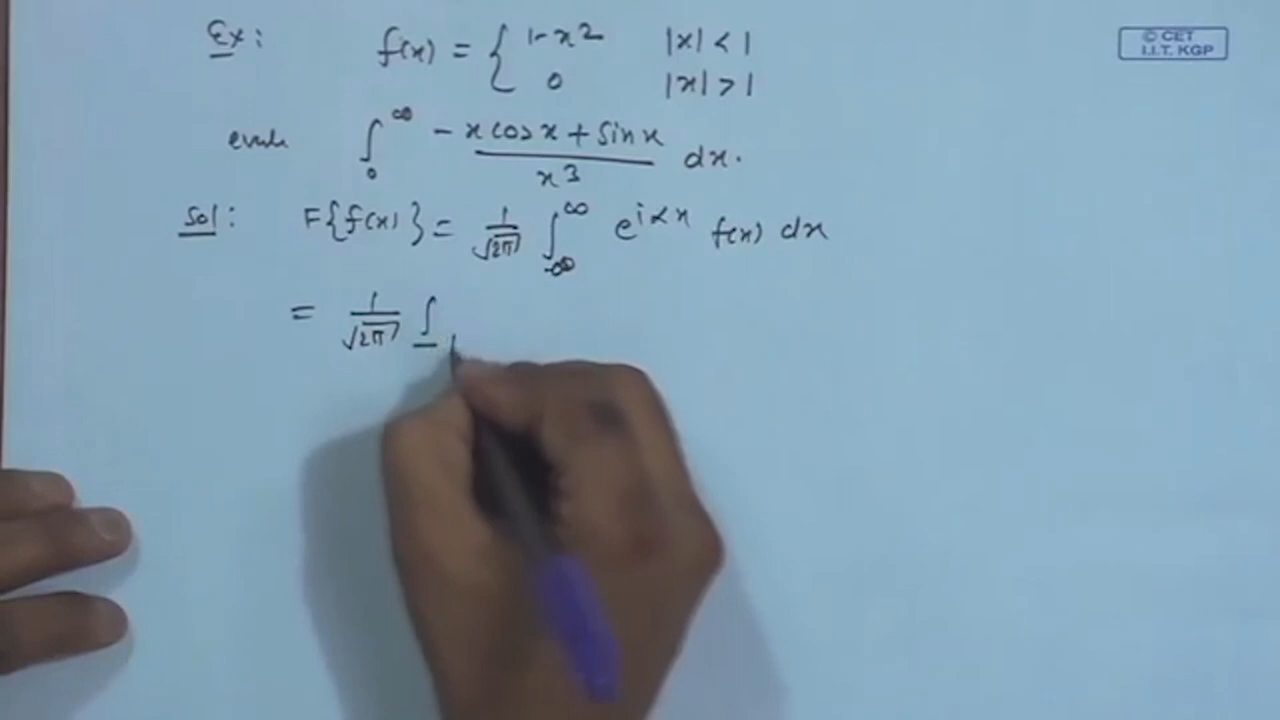 Ex: f(x) = { 1-x2 |x| < 1
0 |x| > 1
© CET
I.I.T. KGP
∫0^∞ (-x cos x + sin x)/x3 dx.
Sol: F{f(x)} = 1/√2π ∫-∞^∞ e^iαx f(x) dx
= 1/√2π ∫-1